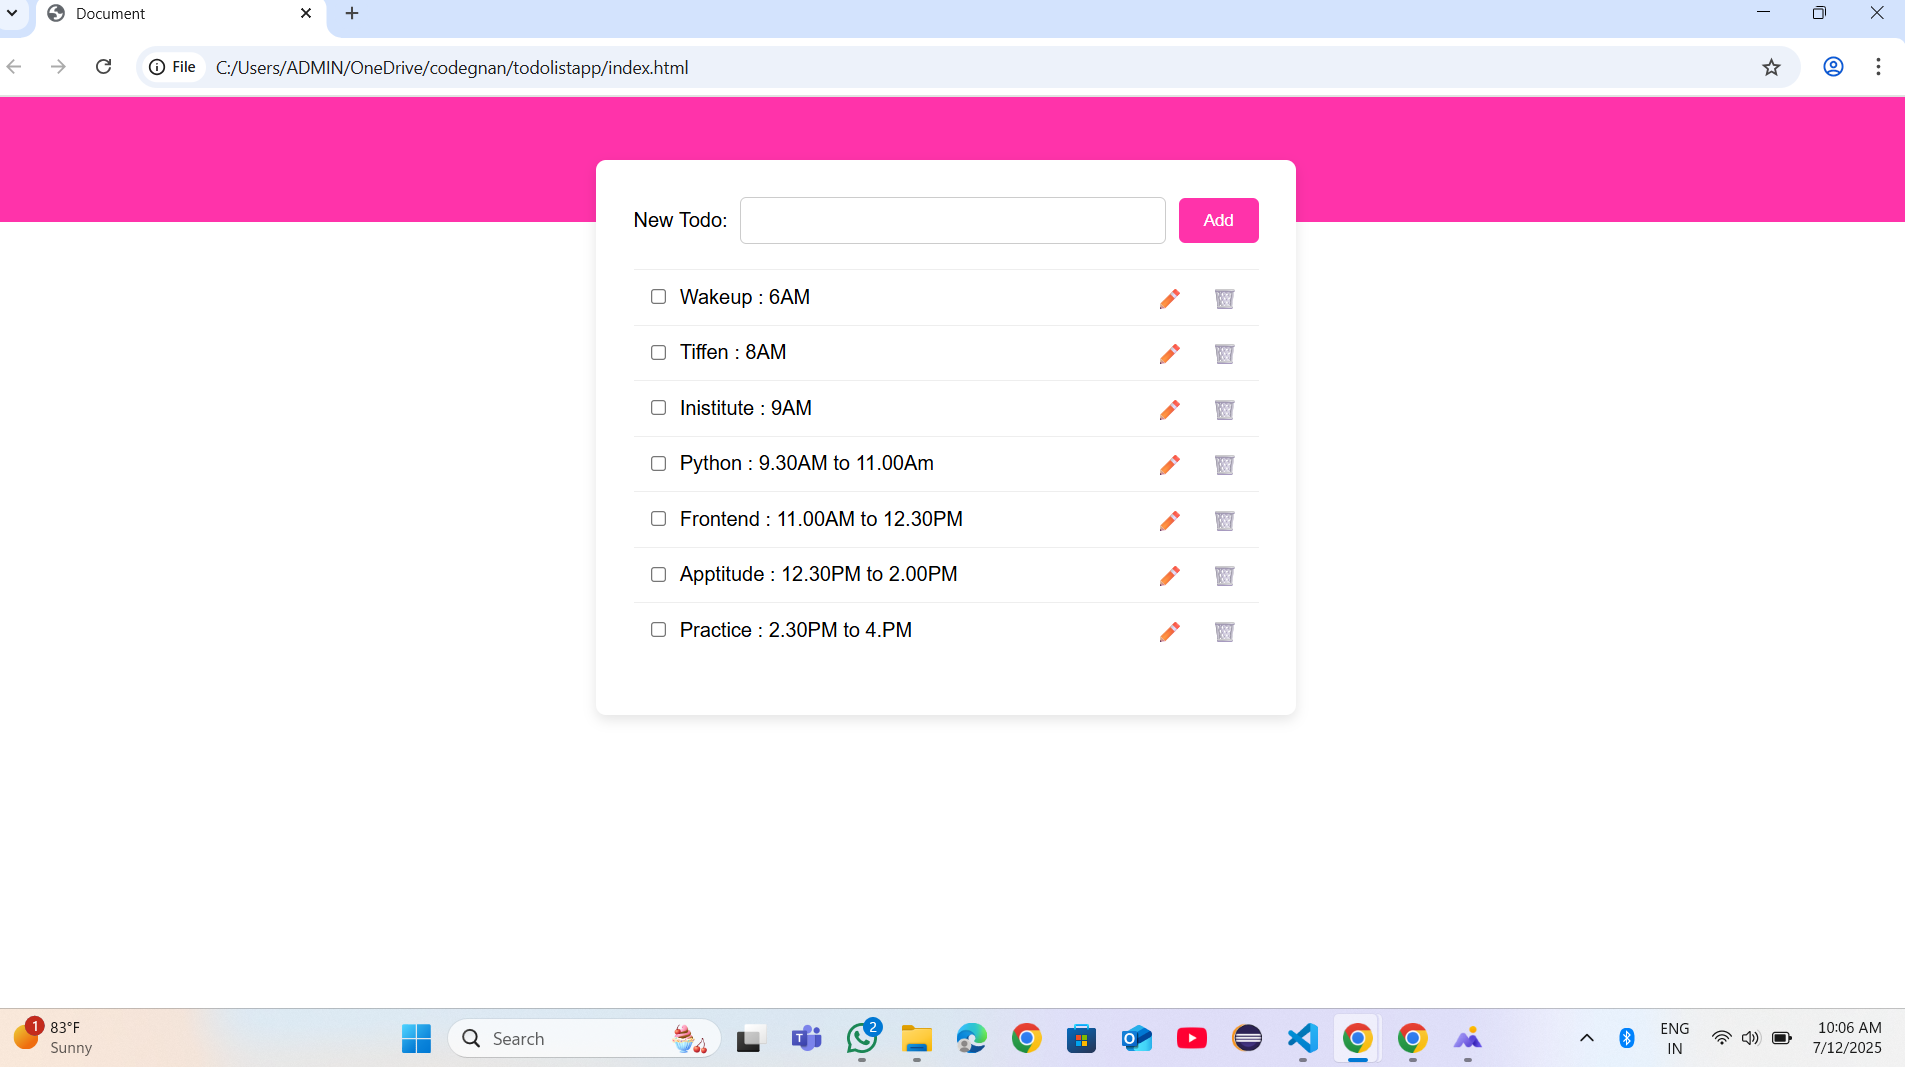 Document
File
C:/Users/ADMIN/OneDrive/codegnan/todolistapp/index.html
New Todo:
Add
Wakeup : 6AM
Tiffen : 8AM
Inistitute : 9AM
Python : 9.30AM to 11.00Am
Frontend : 11.00AM to 12.30PM
Apptitude : 12.30PM to 2.00PM
Practice : 2.30PM to 4.PM
1
83°F
Sunny
Search
2
ENG
IN
10:06 AM
7/12/2025